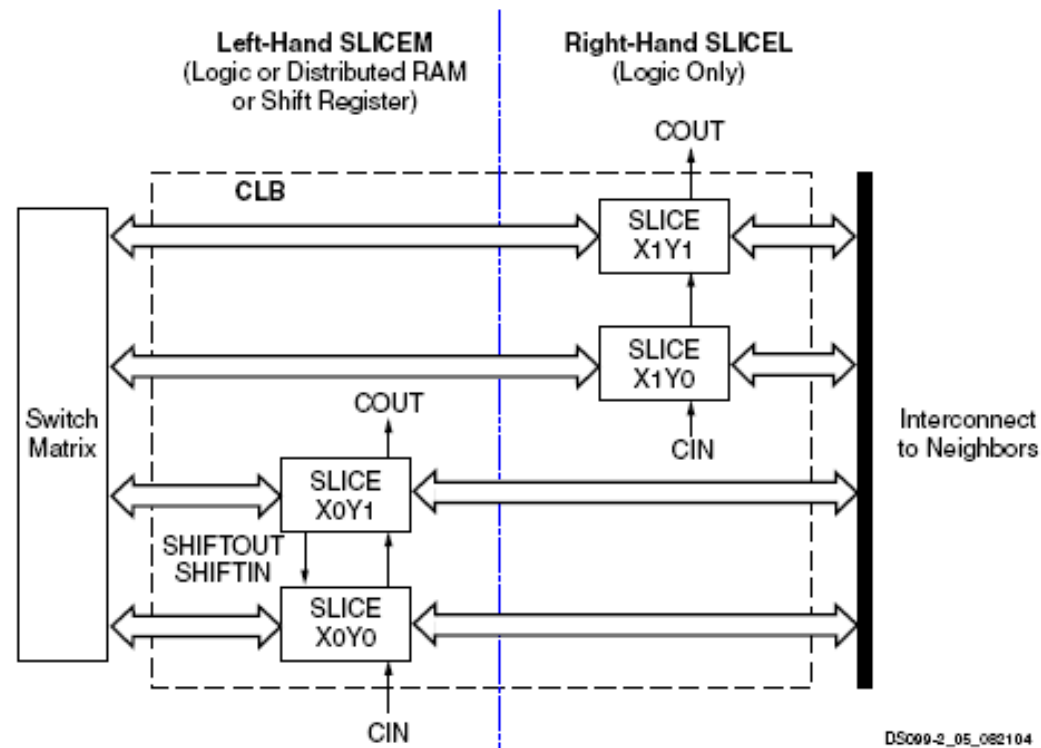 Left-Hand SLICEM
(Logic or Distributed RAM
or Shift Register)
Right-Hand SLICEL
(Logic Only)
COUT
CLB
SLICE
X1Y1
SLICE
X1Y0
COUT
CIN
Switch
Matrix
Interconnect
to Neighbors
SLICE
X0Y1
SHIFTOUT
SHIFTIN
SLICE
X0Y0
CIN
DS099-2_05_082104